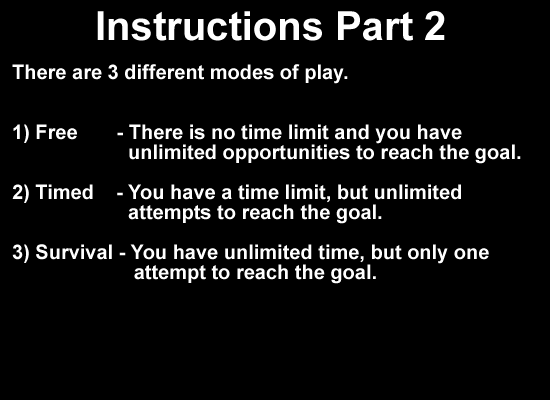 Instructions Part 2
There are 3 different modes of play.
1) Free - There is no time limit and you have
unlimited opportunities to reach the goal.
2) Timed - You have a time limit, but unlimited
attempts to reach the goal.
3) Survival - You have unlimited time, but only one
attempt to reach the goal.